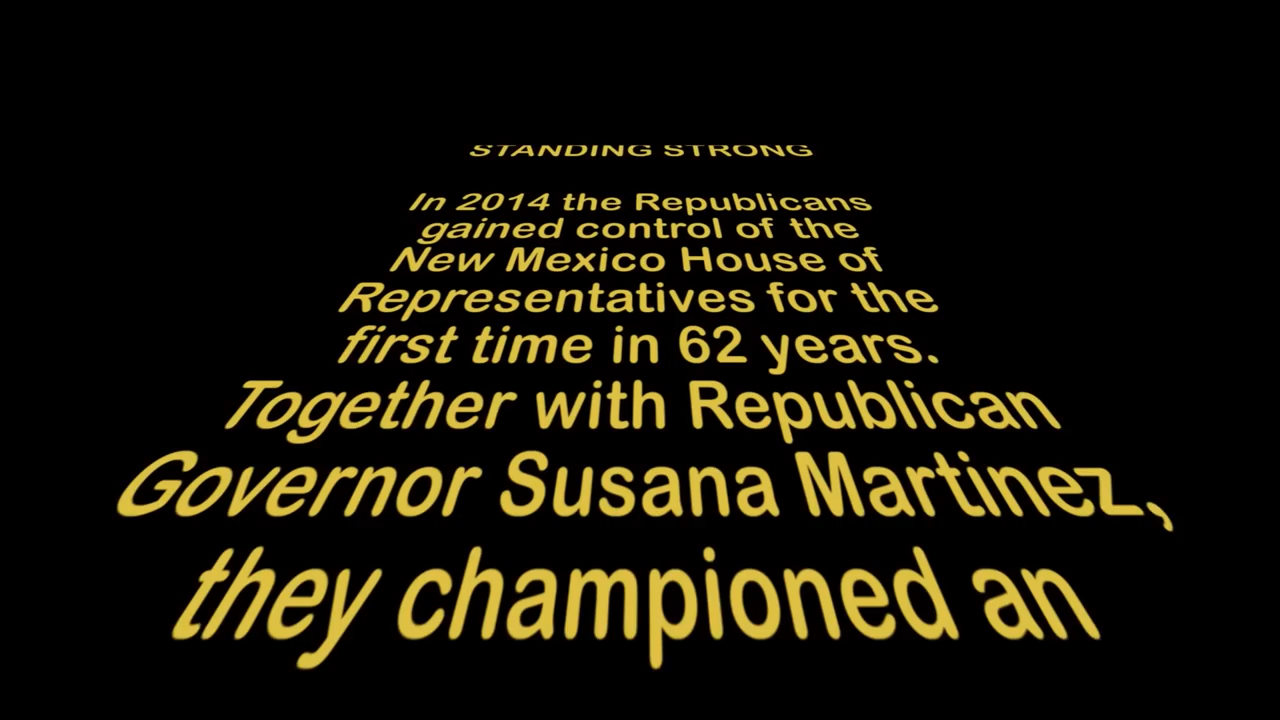 STANDING STRONG
In 2014 the Republicans
gained control of the
New Mexico House of
Representatives for the
first time in 62 years.
Together with Republican
Governor Susana Martinez,
they championed an